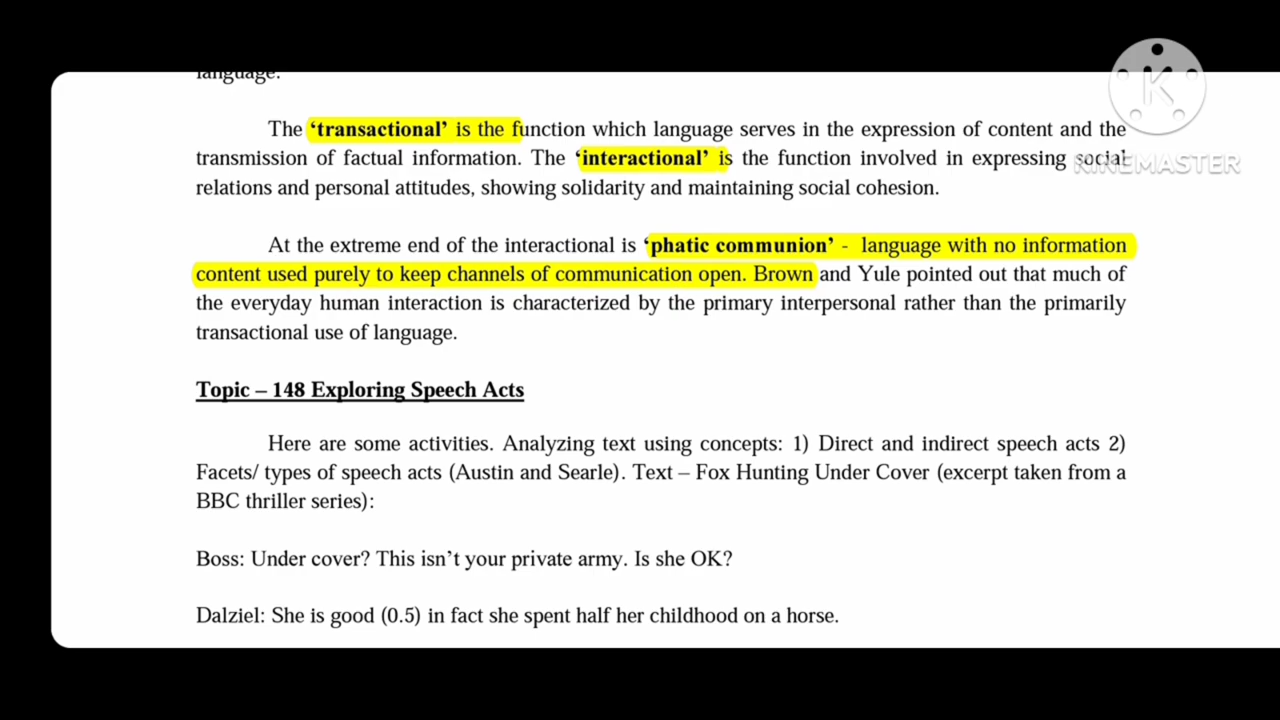 language.
The ‘transactional’ is the function which language serves in the expression of content and the
transmission of factual information. The ‘interactional’ is the function involved in expressing social
relations and personal attitudes, showing solidarity and maintaining social cohesion.
At the extreme end of the interactional is ‘phatic communion’ - language with no information
content used purely to keep channels of communication open. Brown and Yule pointed out that much of
the everyday human interaction is characterized by the primary interpersonal rather than the primarily
transactional use of language.
Topic – 148 Exploring Speech Acts
Here are some activities. Analyzing text using concepts: 1) Direct and indirect speech acts 2)
Facets/ types of speech acts (Austin and Searle). Text – Fox Hunting Under Cover (excerpt taken from a
BBC thriller series):
Boss: Under cover? This isn’t your private army. Is she OK?
Dalziel: She is good (0.5) in fact she spent half her childhood on a horse.
K
KINEMASTER